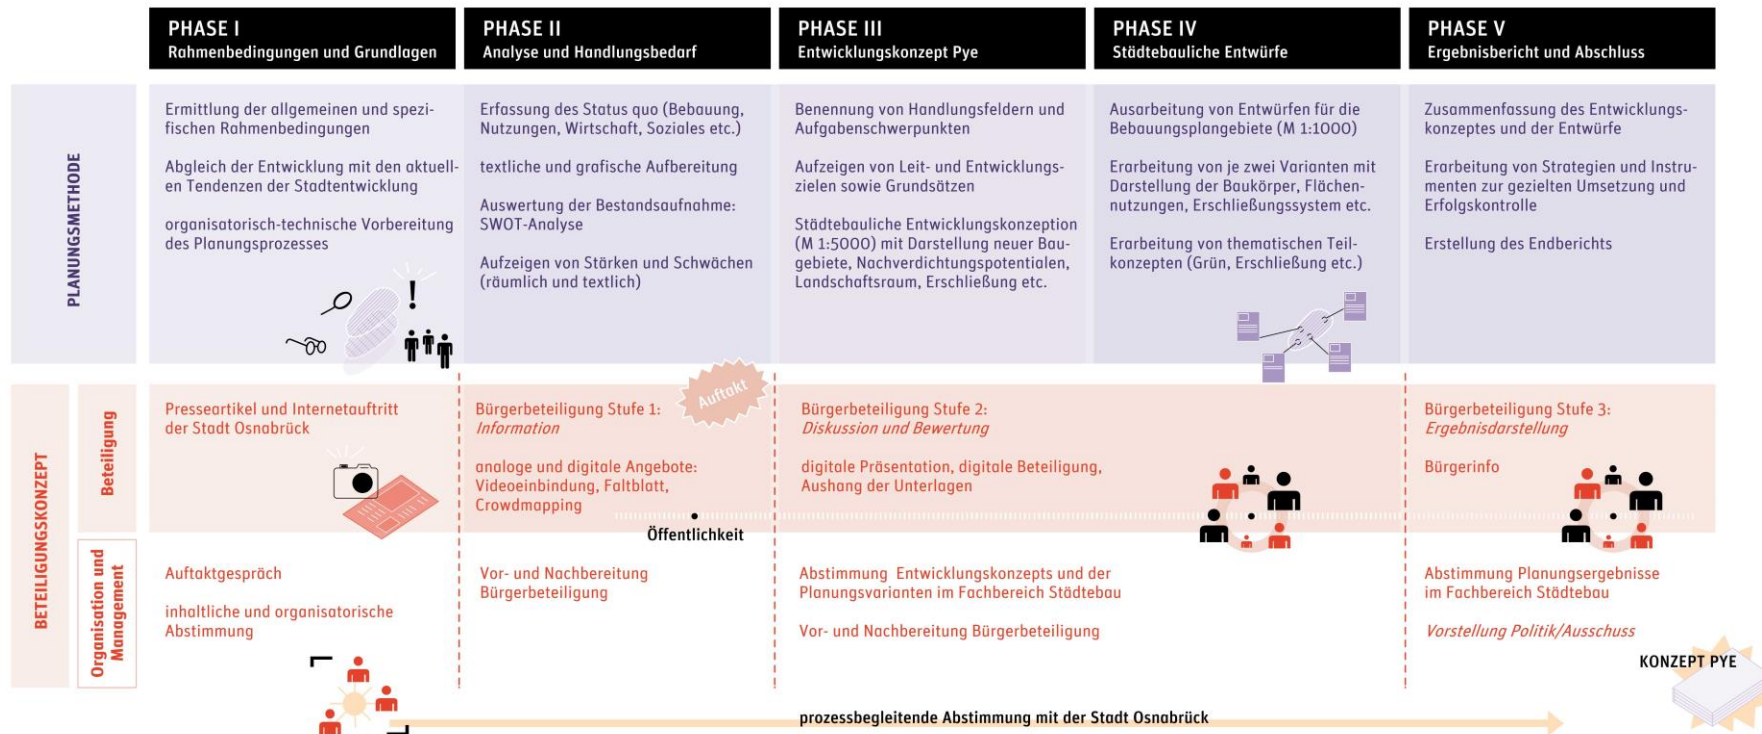 PHASE I
Rahmenbedingungen und Grundlagen
PHASE II
Analyse und Handlungsbedarf
PHASE III
Entwicklungskonzept Pye
PHASE IV
Städtebauliche Entwürfe
PHASE V
Ergebnisbericht und Abschluss
PLANUNGSMETHODE
Ermittlung der allgemeinen und spezi-
fischen Rahmenbedingungen
Abgleich der Entwicklung mit den aktuell-
en Tendenzen der Stadtentwicklung
organisatorisch-technische Vorbereitung
des Planungsprozesses
!
Erfassung des Status quo (Bebauung,
Nutzungen, Wirtschaft, Soziales etc.)
textliche und grafische Aufbereitung
Auswertung der Bestandsaufnahme:
SWOT-Analyse
Aufzeigen von Stärken und Schwächen
(räumlich und textlich)
Benennung von Handlungsfeldern und
Aufgabenschwerpunkten
Aufzeigen von Leit- und Entwicklungs-
zielen sowie Grundsätzen
Städtebauliche Entwicklungskonzeption
(M 1:5000) mit Darstellung neuer Bau-
gebiete, Nachverdichtungspotentialen,
Landschaftsraum, Erschließung etc.
Ausarbeitung von Entwürfen für die
Bebauungsplangebiete (M 1:1000)
Erarbeitung von je zwei Varianten mit
Darstellung der Baukörper, Flächen-
nutzungen, Erschließungssystem etc.
Erarbeitung von thematischen Teil-
konzepten (Grün, Erschließung etc.)
Zusammenfassung des Entwicklungs-
konzeptes und der Entwürfe
Erarbeitung von Strategien und Instru-
menten zur gezielten Umsetzung und
Erfolgskontrolle
Erstellung des Endberichts
BETEILIGUNGSKONZEPT
Beteiligung
Presseartikel und Internetauftritt
der Stadt Osnabrück
Bürgerbeteiligung Stufe 1:
Information
analoge und digitale Angebote:
Videoeinbindung, Faltblatt,
Crowdmapping
Auftakt
Öffentlichkeit
Bürgerbeteiligung Stufe 2:
Diskussion und Bewertung
digitale Präsentation, digitale Beteiligung,
Aushang der Unterlagen
Bürgerbeteiligung Stufe 3:
Ergebnisdarstellung
Bürgerinfo
Organisation und
Management
Auftaktgespräch
inhaltliche und organisatorische
Abstimmung
Vor- und Nachbereitung
Bürgerbeteiligung
Abstimmung Entwicklungskonzepts und der
Planungsvarianten im Fachbereich Städtebau
Vor- und Nachbereitung Bürgerbeteiligung
Abstimmung Planungsergebnisse
im Fachbereich Städtebau
Vorstellung Politik/Ausschuss
KONZEPT PYE
prozessbegleitende Abstimmung mit der Stadt Osnabrück